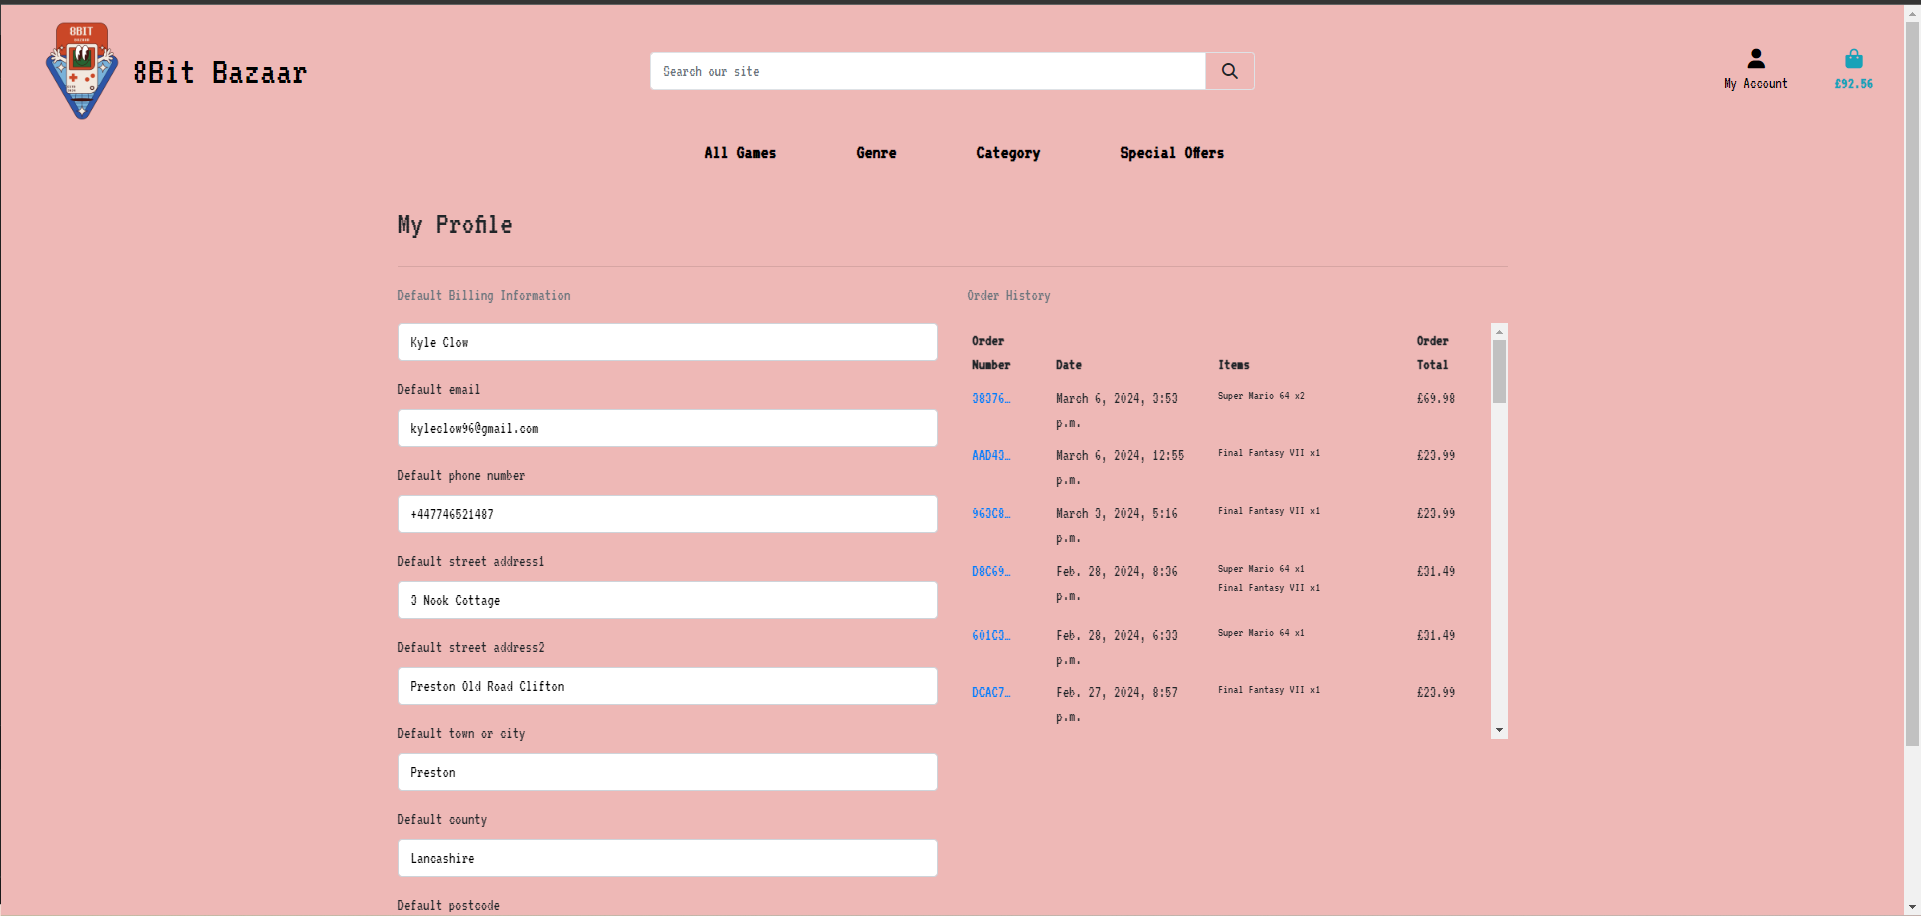 8BIT
BAZAAR
8Bit Bazaar
Search our site
My Account
£92.56
All Games
Genre
Category
Special Offers
My Profile
Default Billing Information
Kyle Clow
Default email
kyleclow96@gmail.com
Default phone number
+447746521487
Default street address1
3 Nook Cottage
Default street address2
Preston Old Road Clifton
Default town or city
Preston
Default county
Lancashire
Default postcode
Order History
Order Number Date Items Order Total
38376… March 6, 2024, 3:53 p.m. Super Mario 64 x2 £69.98
AAD43… March 6, 2024, 12:55 p.m. Final Fantasy VII x1 £23.99
963C8… March 3, 2024, 5:16 p.m. Final Fantasy VII x1 £23.99
D8C69… Feb. 28, 2024, 8:36 p.m. Super Mario 64 x1 £31.49
Final Fantasy VII x1
601C3… Feb. 28, 2024, 6:33 p.m. Super Mario 64 x1 £31.49
DCAC7… Feb. 27, 2024, 8:57 p.m. Final Fantasy VII x1 £23.99